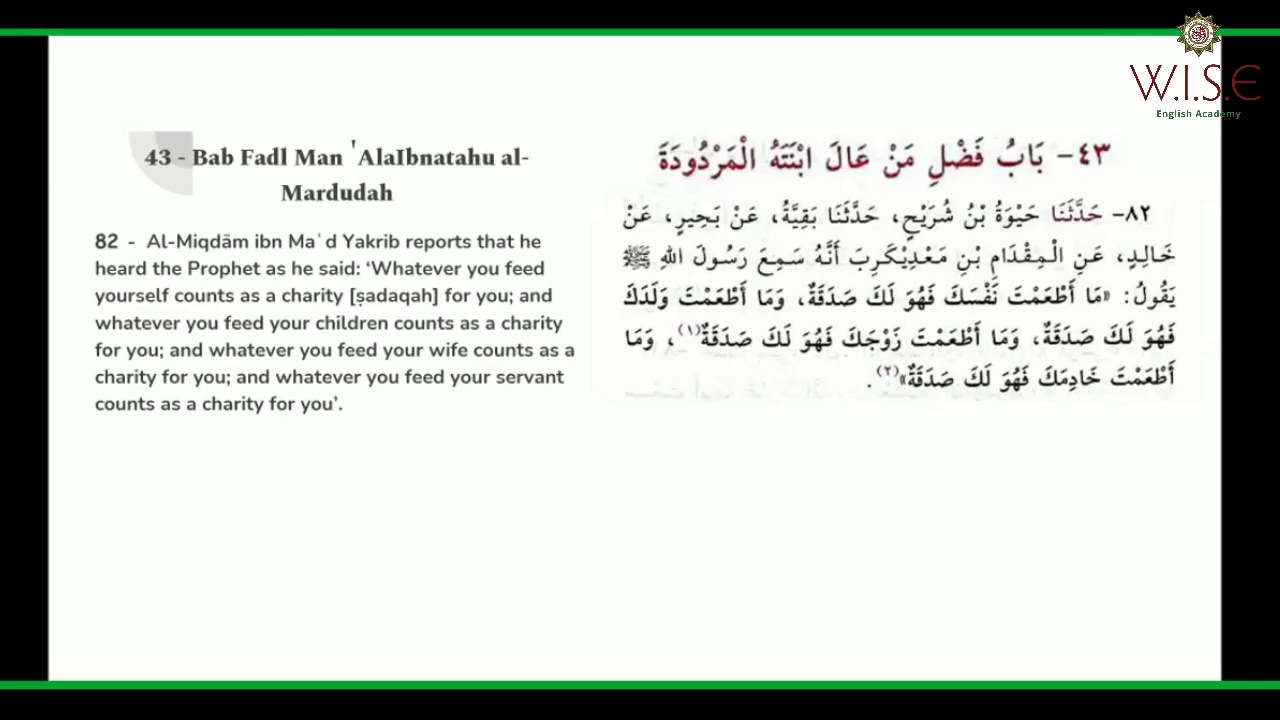 W.I.S.E
English Academy
43 - Bab Fadl Man 'AlaIbnatahu al-
Mardudah
82 - Al-Miqdām ibn Maʿd Yakrib reports that he
heard the Prophet as he said: ‘Whatever you feed
yourself counts as a charity [ṣadaqah] for you; and
whatever you feed your children counts as a charity
for you; and whatever you feed your wife counts as a
charity for you; and whatever you feed your servant
counts as a charity for you’.
٤٣- بَابُ فَضْلِ مَنْ عَالَ ابْنَتَهُ الْمَرْدُودَةَ
٨٢- حَدَّثَنَا حَيْوَةُ بْنُ شُرَيْحٍ، حَدَّثَنَا بَقِيَّةُ، عَنْ بَحِيرٍ، عَنْ
خَالِدٍ، عَنِ الْمِقْدَامِ بْنِ مَعْدِيكَرِبَ أَنَّهُ سَمِعَ رَسُولَ اللهِ ﷺ
يَقُولُ: «مَا أَطْعَمْتَ نَفْسَكَ فَهُوَ لَكَ صَدَقَةٌ، وَمَا أَطْعَمْتَ وَلَدَكَ
فَهُوَ لَكَ صَدَقَةٌ، وَمَا أَطْعَمْتَ زَوْجَكَ فَهُوَ لَكَ صَدَقَةٌ(١)، وَمَا
أَطْعَمْتَ خَادِمَكَ فَهُوَ لَكَ صَدَقَةٌ»(٢).